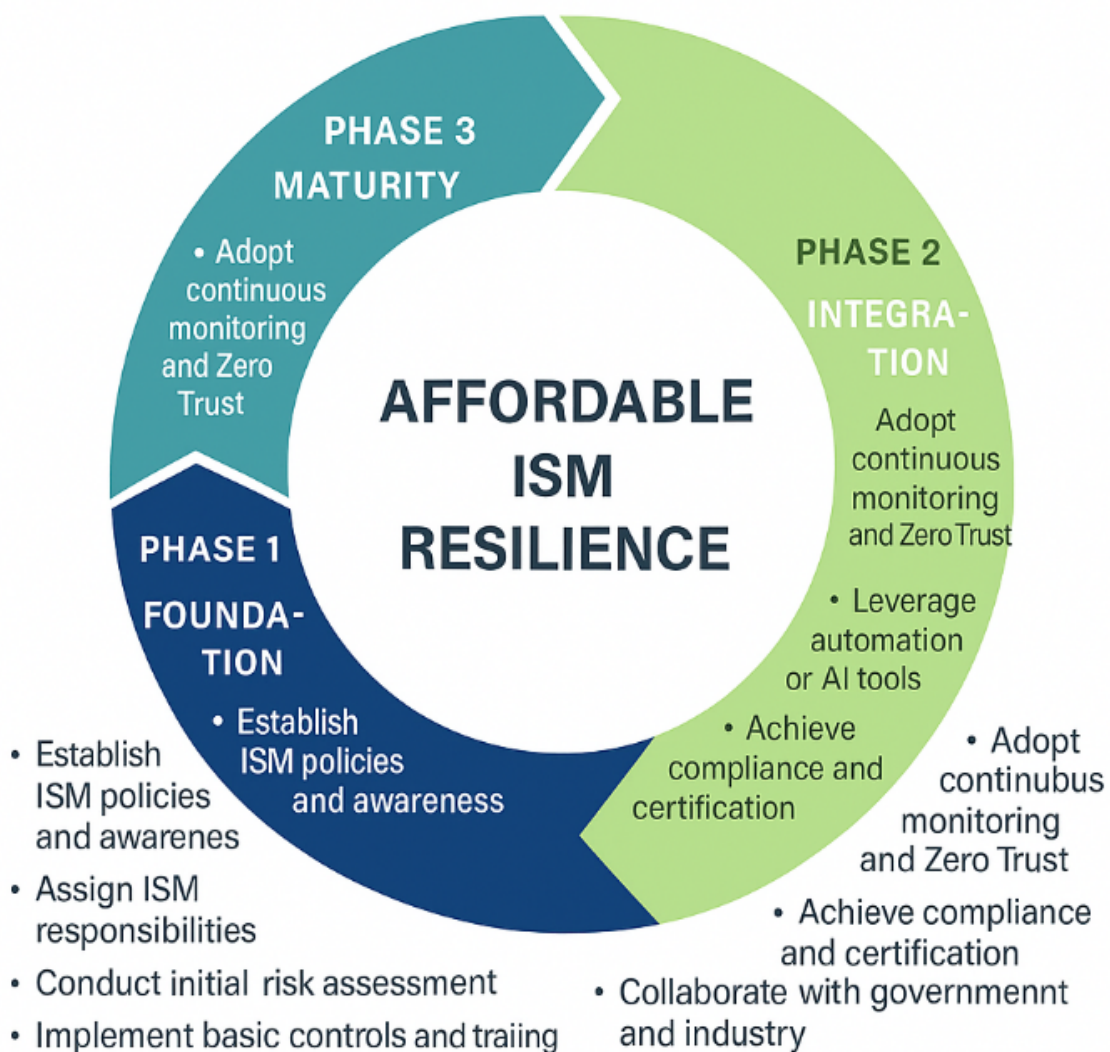 PHASE 3
MATURITY
• Adopt
continuous
monitoring
and Zero
Trust
PHASE 2
INTEGRA-
TION
Adopt
continuous
monitoring
and Zero Trust
• Leverage
automation
or AI tools
• Achieve
compliance and
certification
AFFORDABLE
ISM
RESILIENCE
PHASE 1
FOUNDA-
TION
• Establish
ISM policies
and awareness
• Establish
ISM policies
and awarenes
• Assign ISM
responsibilities
• Conduct initial risk assessment
• Implement basic controls and traiing
• Adopt
continubus
monitoring
and Zero Trust
• Achieve compliance
and certification
• Collaborate with governmennt
and industry